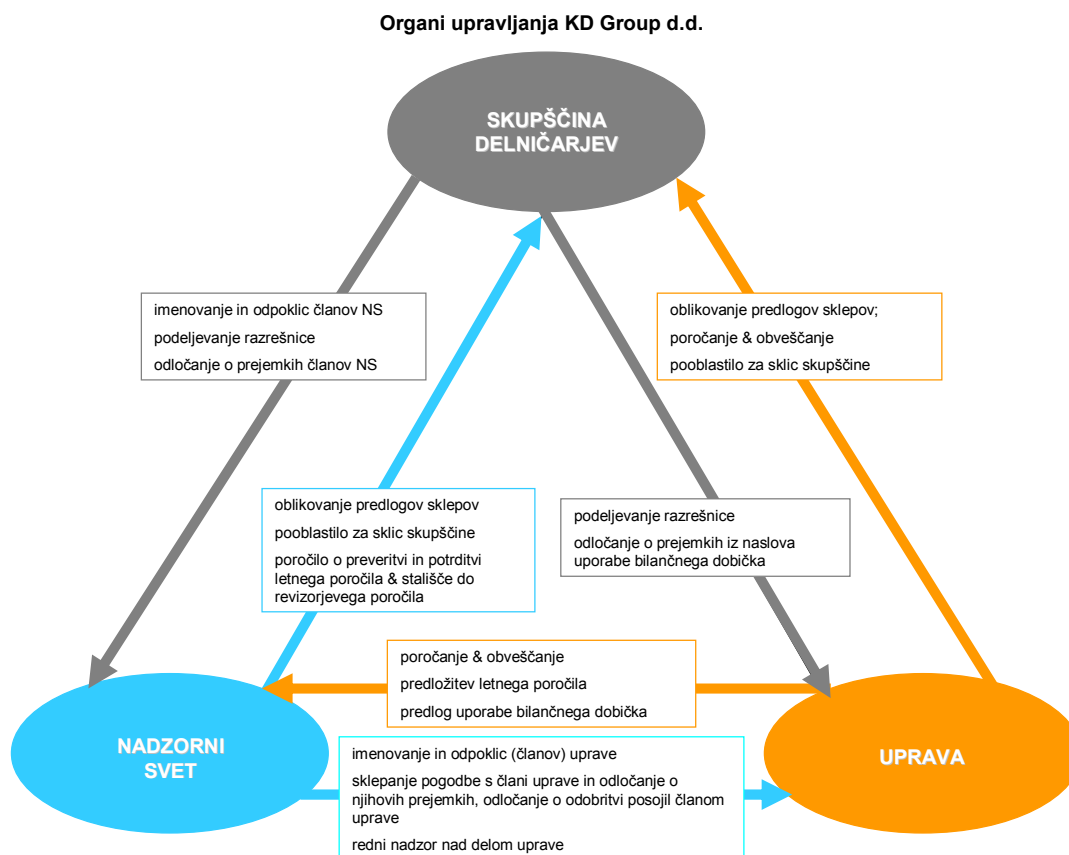 Organi upravljanja KD Group d.d.
SKUPŠČINA
DELNIČARJEV
imenovanje in odpoklic članov NS
podeljevanje razrešnice
odločanje o prejemkih članov NS
oblikovanje predlogov sklepov;
poročanje & obveščanje
pooblastilo za sklic skupščine
oblikovanje predlogov sklepov
pooblastilo za sklic skupščine
poročilo o preveritvi in potrditvi
letnega poročila & stališče do
revizorjevega poročila
podeljevanje razrešnice
odločanje o prejemkih iz naslova
uporabe bilančnega dobička
poročanje & obveščanje
predložitev letnega poročila
predlog uporabe bilančnega dobička
NADZORNI
SVET
UPRAVA
imenovanje in odpoklic (članov) uprave
sklepanje pogodbe s člani uprave in odločanje o
njihovih prejemkih, odločanje o odobritvi posojil članom
uprave
redni nadzor nad delom uprave